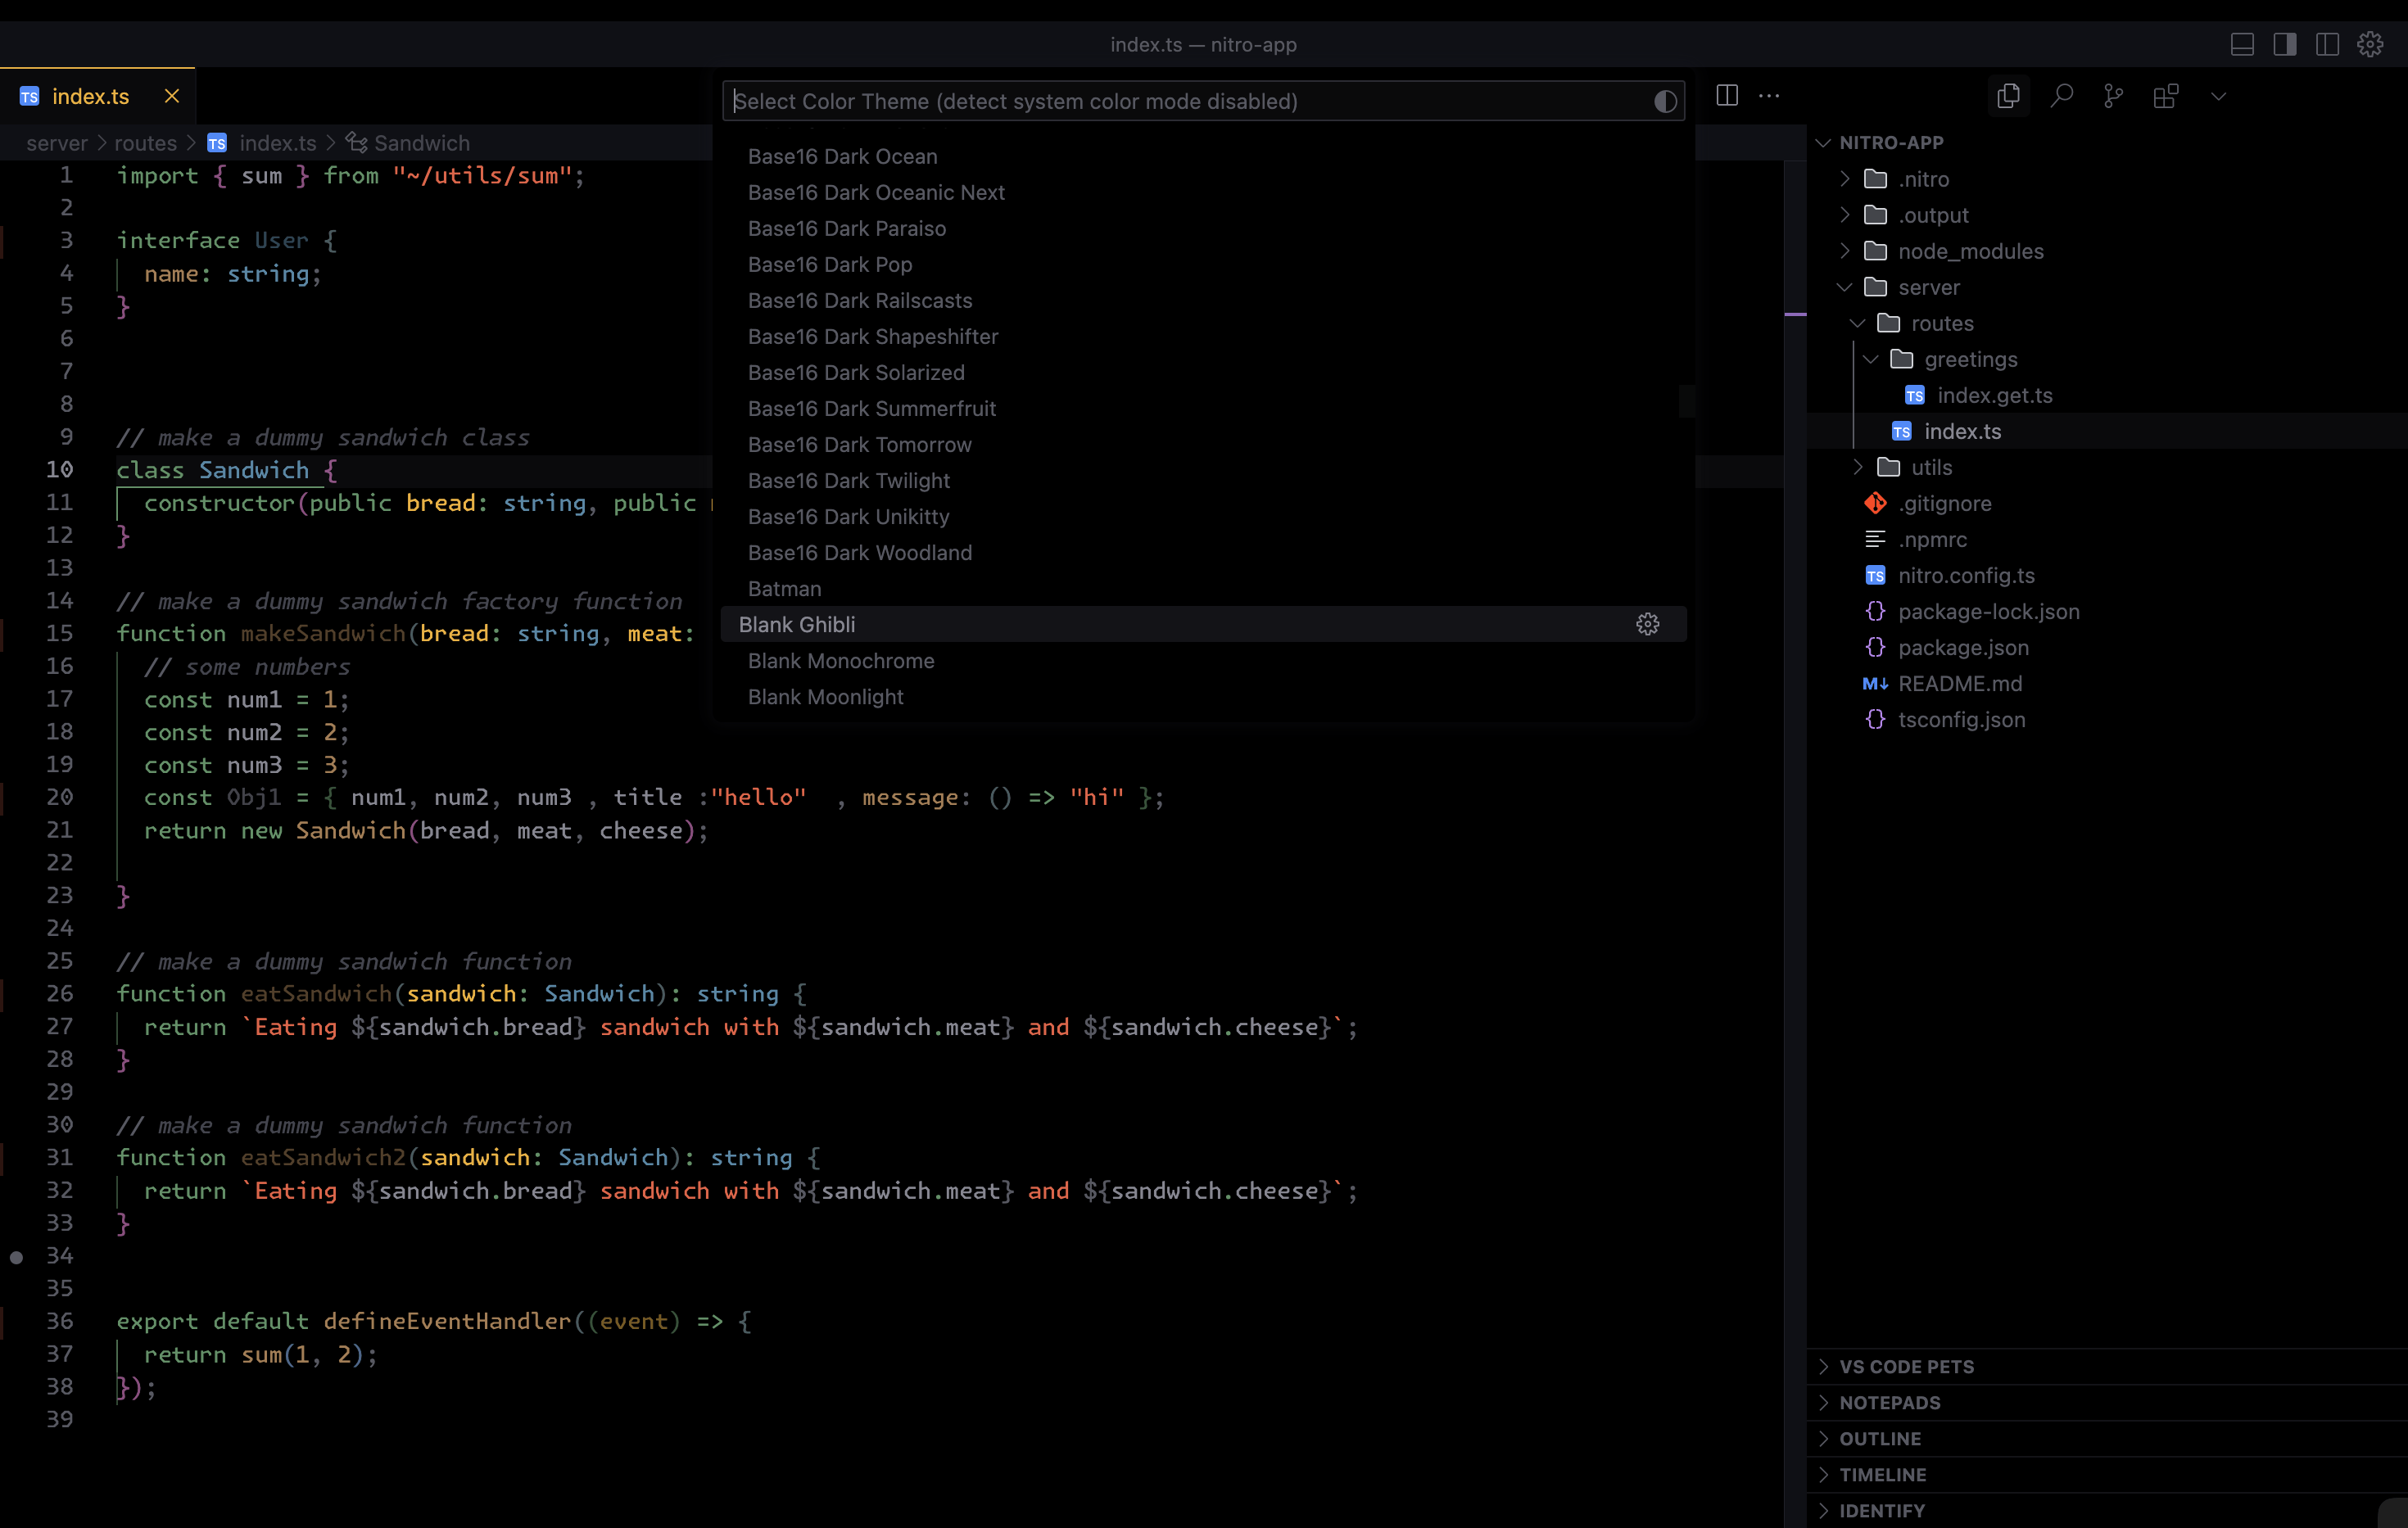 index.ts — nitro-app
TS index.ts
server > routes > TS index.ts > Sandwich
1 import { sum } from "~/utils/sum";
2
3 interface User {
4 name: string;
5 }
6
7
8
9 // make a dummy sandwich class
10 class Sandwich {
11 constructor(public bread: string, public
12 }
13
14 // make a dummy sandwich factory function
15 function makeSandwich(bread: string, meat:
16 // some numbers
17 const num1 = 1;
18 const num2 = 2;
19 const num3 = 3;
20 const Obj1 = { num1, num2, num3 , title :"hello"  , message: () => "hi" };
21 return new Sandwich(bread, meat, cheese);
22
23 }
24
25 // make a dummy sandwich function
26 function eatSandwich(sandwich: Sandwich): string {
27 return `Eating ${sandwich.bread} sandwich with ${sandwich.meat} and ${sandwich.cheese}`;
28 }
29
30 // make a dummy sandwich function
31 function eatSandwich2(sandwich: Sandwich): string {
32 return `Eating ${sandwich.bread} sandwich with ${sandwich.meat} and ${sandwich.cheese}`;
33 }
34
35
36 export default defineEventHandler((event) => {
37 return sum(1, 2);
38 });
39
Select Color Theme (detect system color mode disabled)
Base16 Dark Ocean
Base16 Dark Oceanic Next
Base16 Dark Paraiso
Base16 Dark Pop
Base16 Dark Railscasts
Base16 Dark Shapeshifter
Base16 Dark Solarized
Base16 Dark Summerfruit
Base16 Dark Tomorrow
Base16 Dark Twilight
Base16 Dark Unikitty
Base16 Dark Woodland
Batman
Blank Ghibli
Blank Monochrome
Blank Moonlight
NITRO-APP
.nitro
.output
node_modules
server
routes
greetings
TS index.get.ts
TS index.ts
utils
.gitignore
.npmrc
TS nitro.config.ts
{} package-lock.json
{} package.json
M↓ README.md
{} tsconfig.json
VS CODE PETS
NOTEPADS
OUTLINE
TIMELINE
IDENTIFY